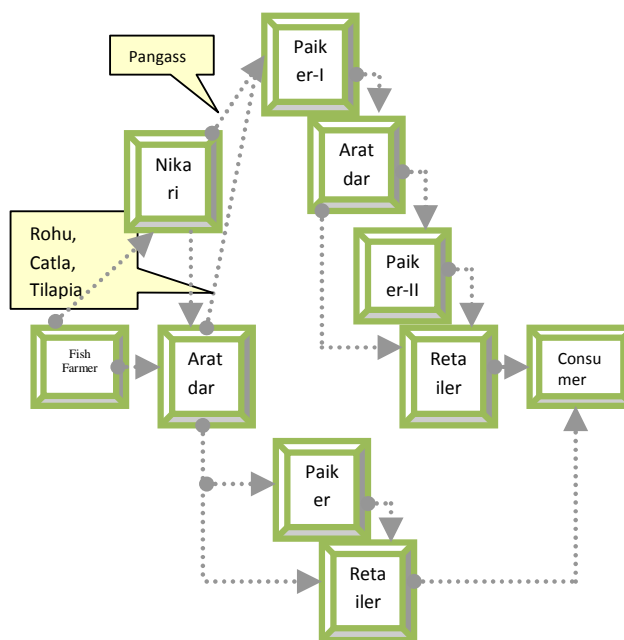 Paik
er-I
Pangass
Arat
dar
Nika
ri
Rohu,
Catla,
Tilapia
Paik
er-II
Fish
Farmer
Arat
dar
Reta
iler
Consu
mer
Paik
er
Reta
iler